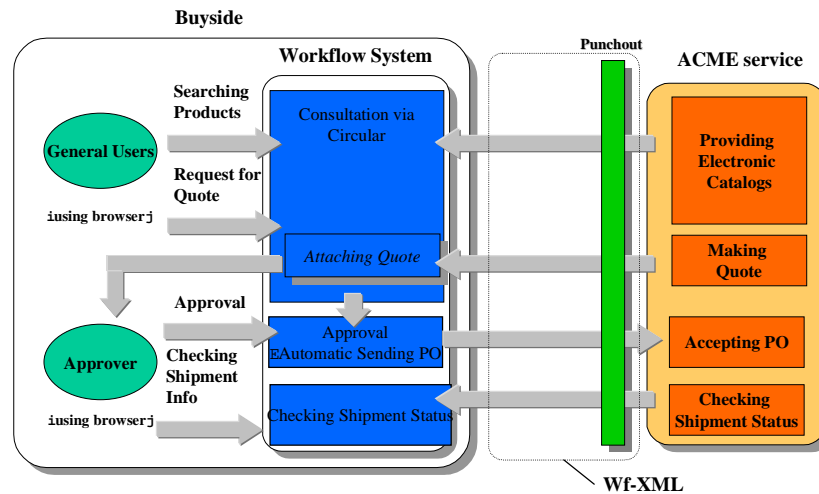 Buyside
Workflow System
Punchout
ACME service
Searching
Products
Consultation via
Circular
General Users
Providing
Electronic
Catalogs
Request for
Quote
iusing browserj
Attaching Quote
Making
Quote
Approval
Approval
EAutomatic Sending PO
Accepting PO
Approver
Checking
Shipment
Info
iusing browserj
Checking Shipment Status
Checking
Shipment Status
Wf-XML